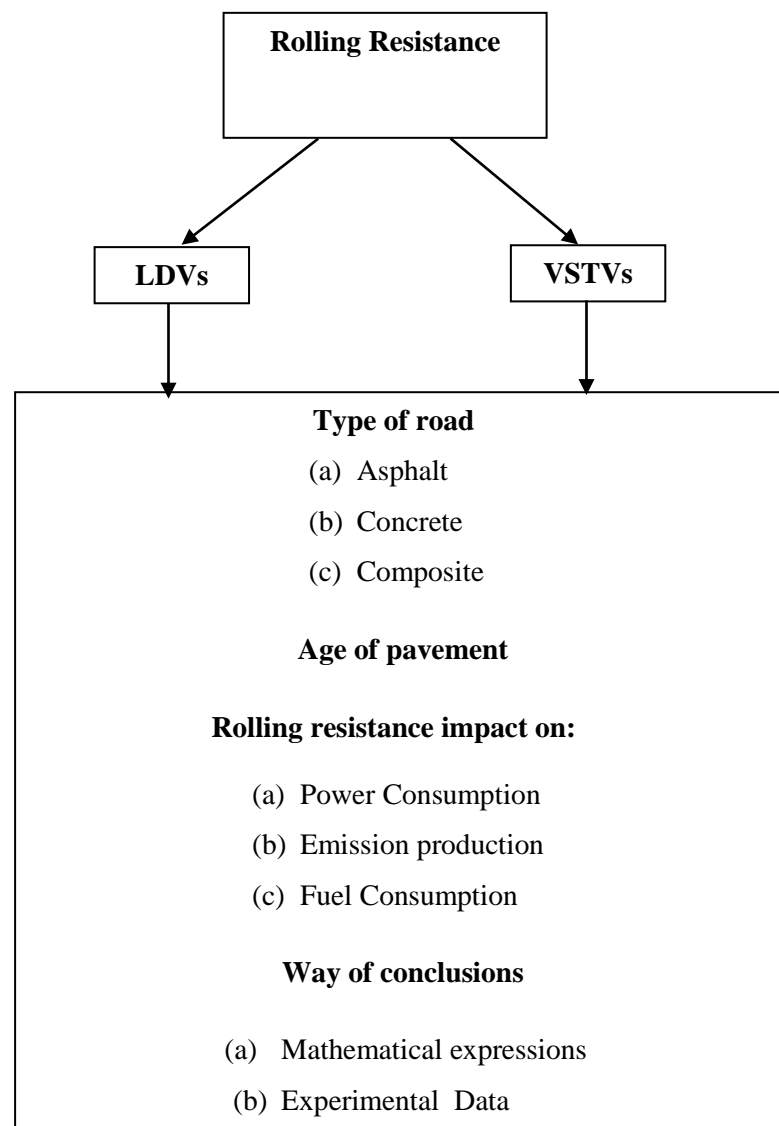 Rolling Resistance
LDVs
VSTVs
Type of road
(a) Asphalt
(b) Concrete
(c) Composite
Age of pavement
Rolling resistance impact on:
(a) Power Consumption
(b) Emission production
(c) Fuel Consumption
Way of conclusions
(a) Mathematical expressions
(b) Experimental Data